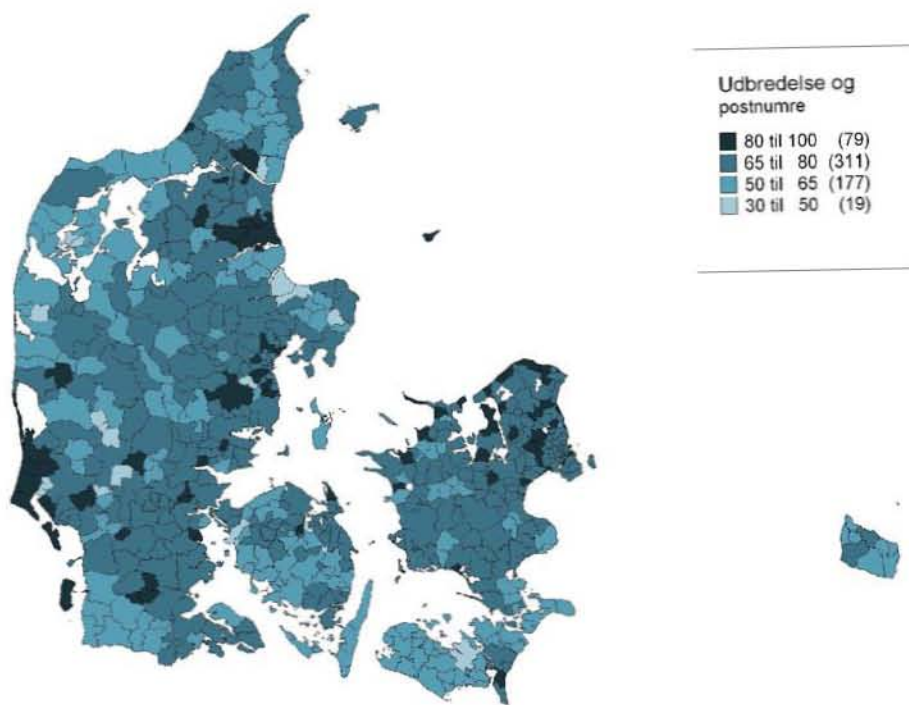 Udbredelse og
postnumre
80 til 100 (79)
65 til 80 (311)
50 til 65 (177)
30 til 50 (19)